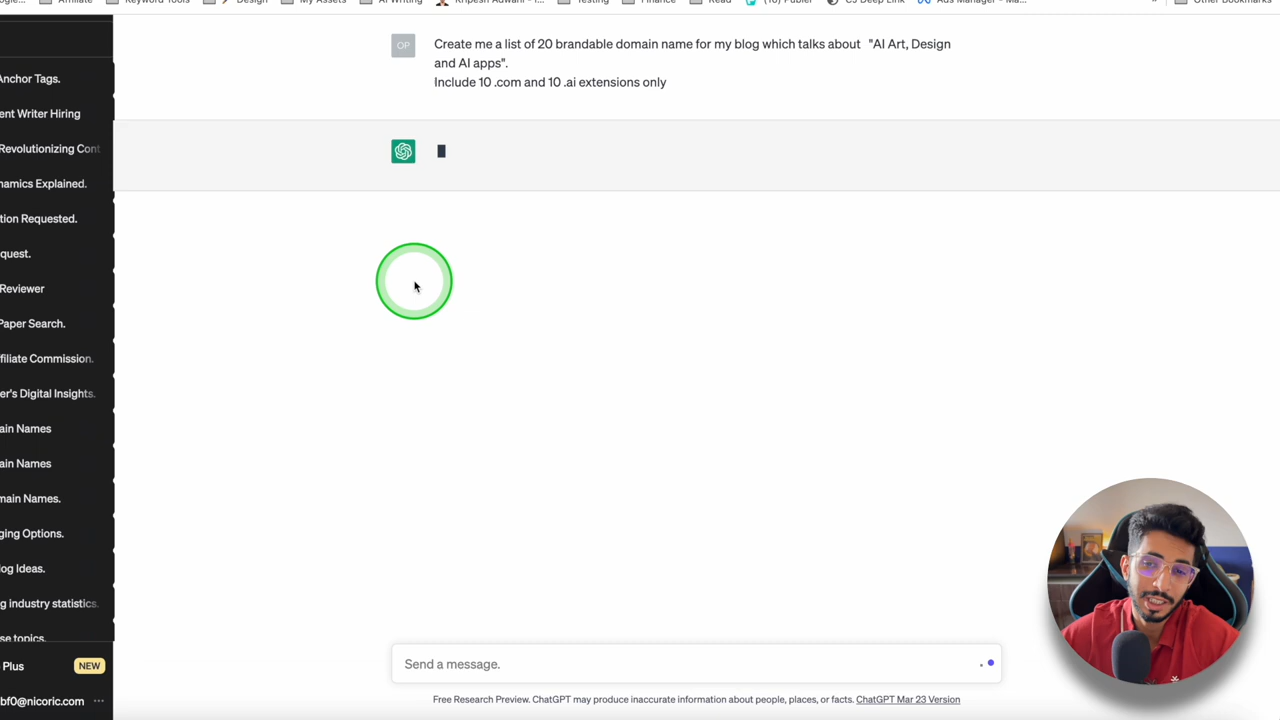 Affiliate
Keyword Tools
Design
My Assets
AI Writing
Testing
Finance
Read
(10) Publer
CJ Deep Link
Ads Manager - Ma...
»
Other Bookmarks
OP
Create me a list of 20 brandable domain name for my blog which talks about "AI Art, Design
and AI apps".
Include 10 .com and 10 .ai extensions only
Anchor Tags.
ent Writer Hiring
Revolutionizing Cont
namics Explained.
tion Requested.
quest.
Reviewer
Paper Search.
filiate Commission.
er's Digital Insights.
ain Names
ain Names
main Names.
ging Options.
log Ideas.
g industry statistics.
se topics.
Plus
NEW
bf0@nicoric.com
Send a message.
Free Research Preview. ChatGPT may produce inaccurate information about people, places, or facts. ChatGPT Mar 23 Version